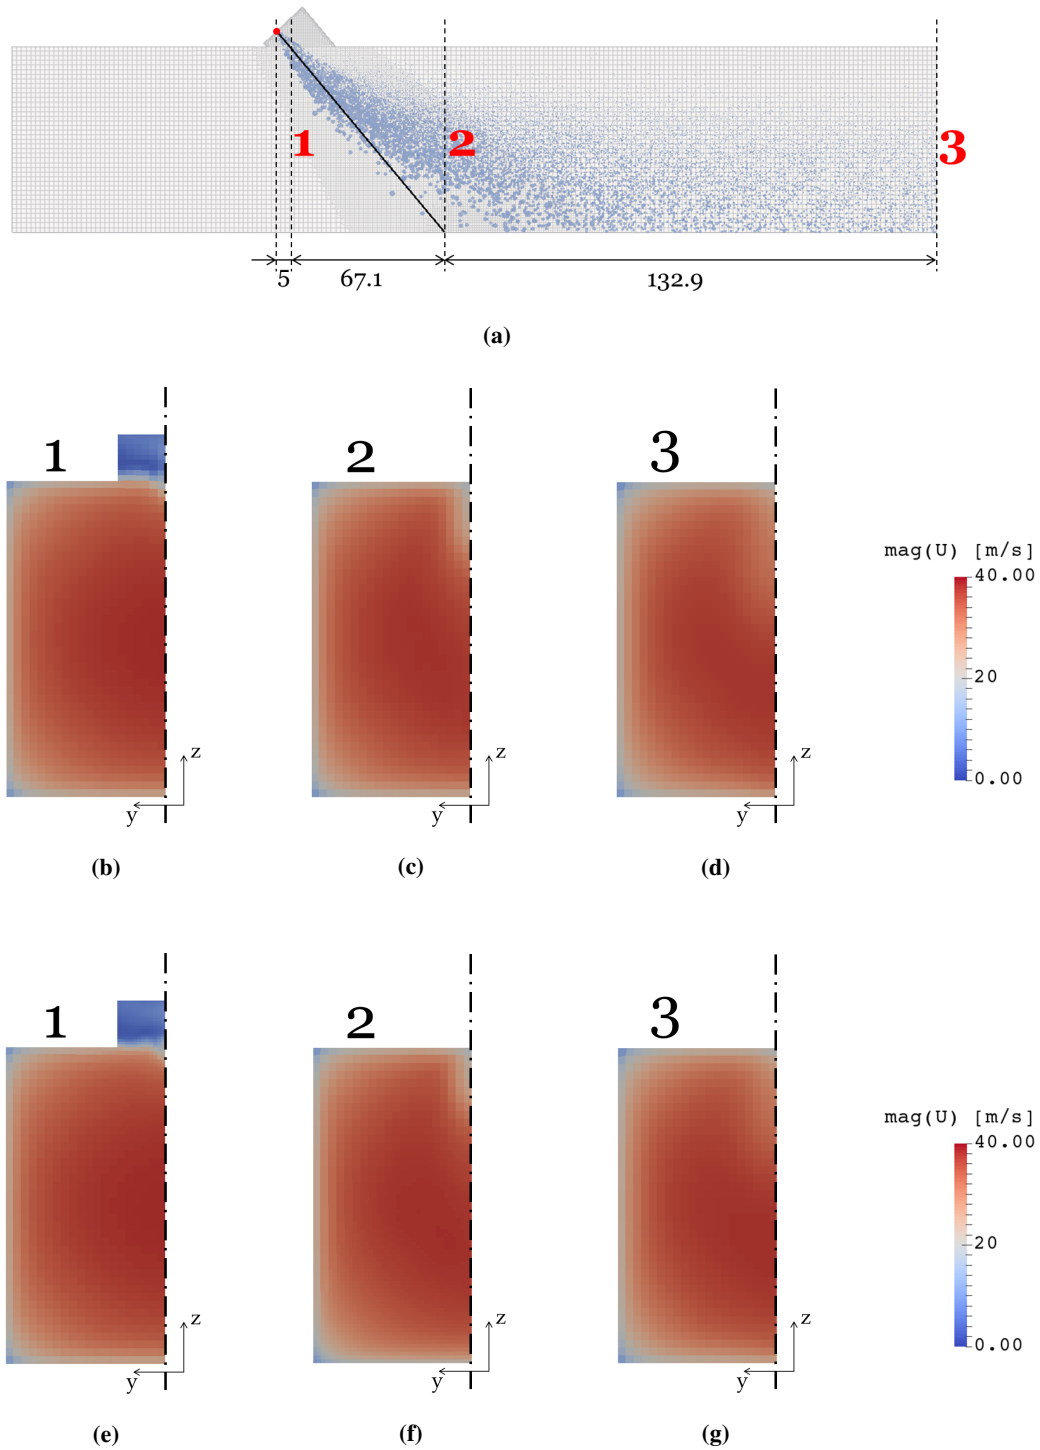 1 2 3
5 67.1 132.9
(a)
1 2 3
mag(U) [m/s]
40.00
20
0.00
z z z
y y y
(b) (c) (d)
1 2 3
mag(U) [m/s]
40.00
20
0.00
z z z
y y y
(e) (f) (g)